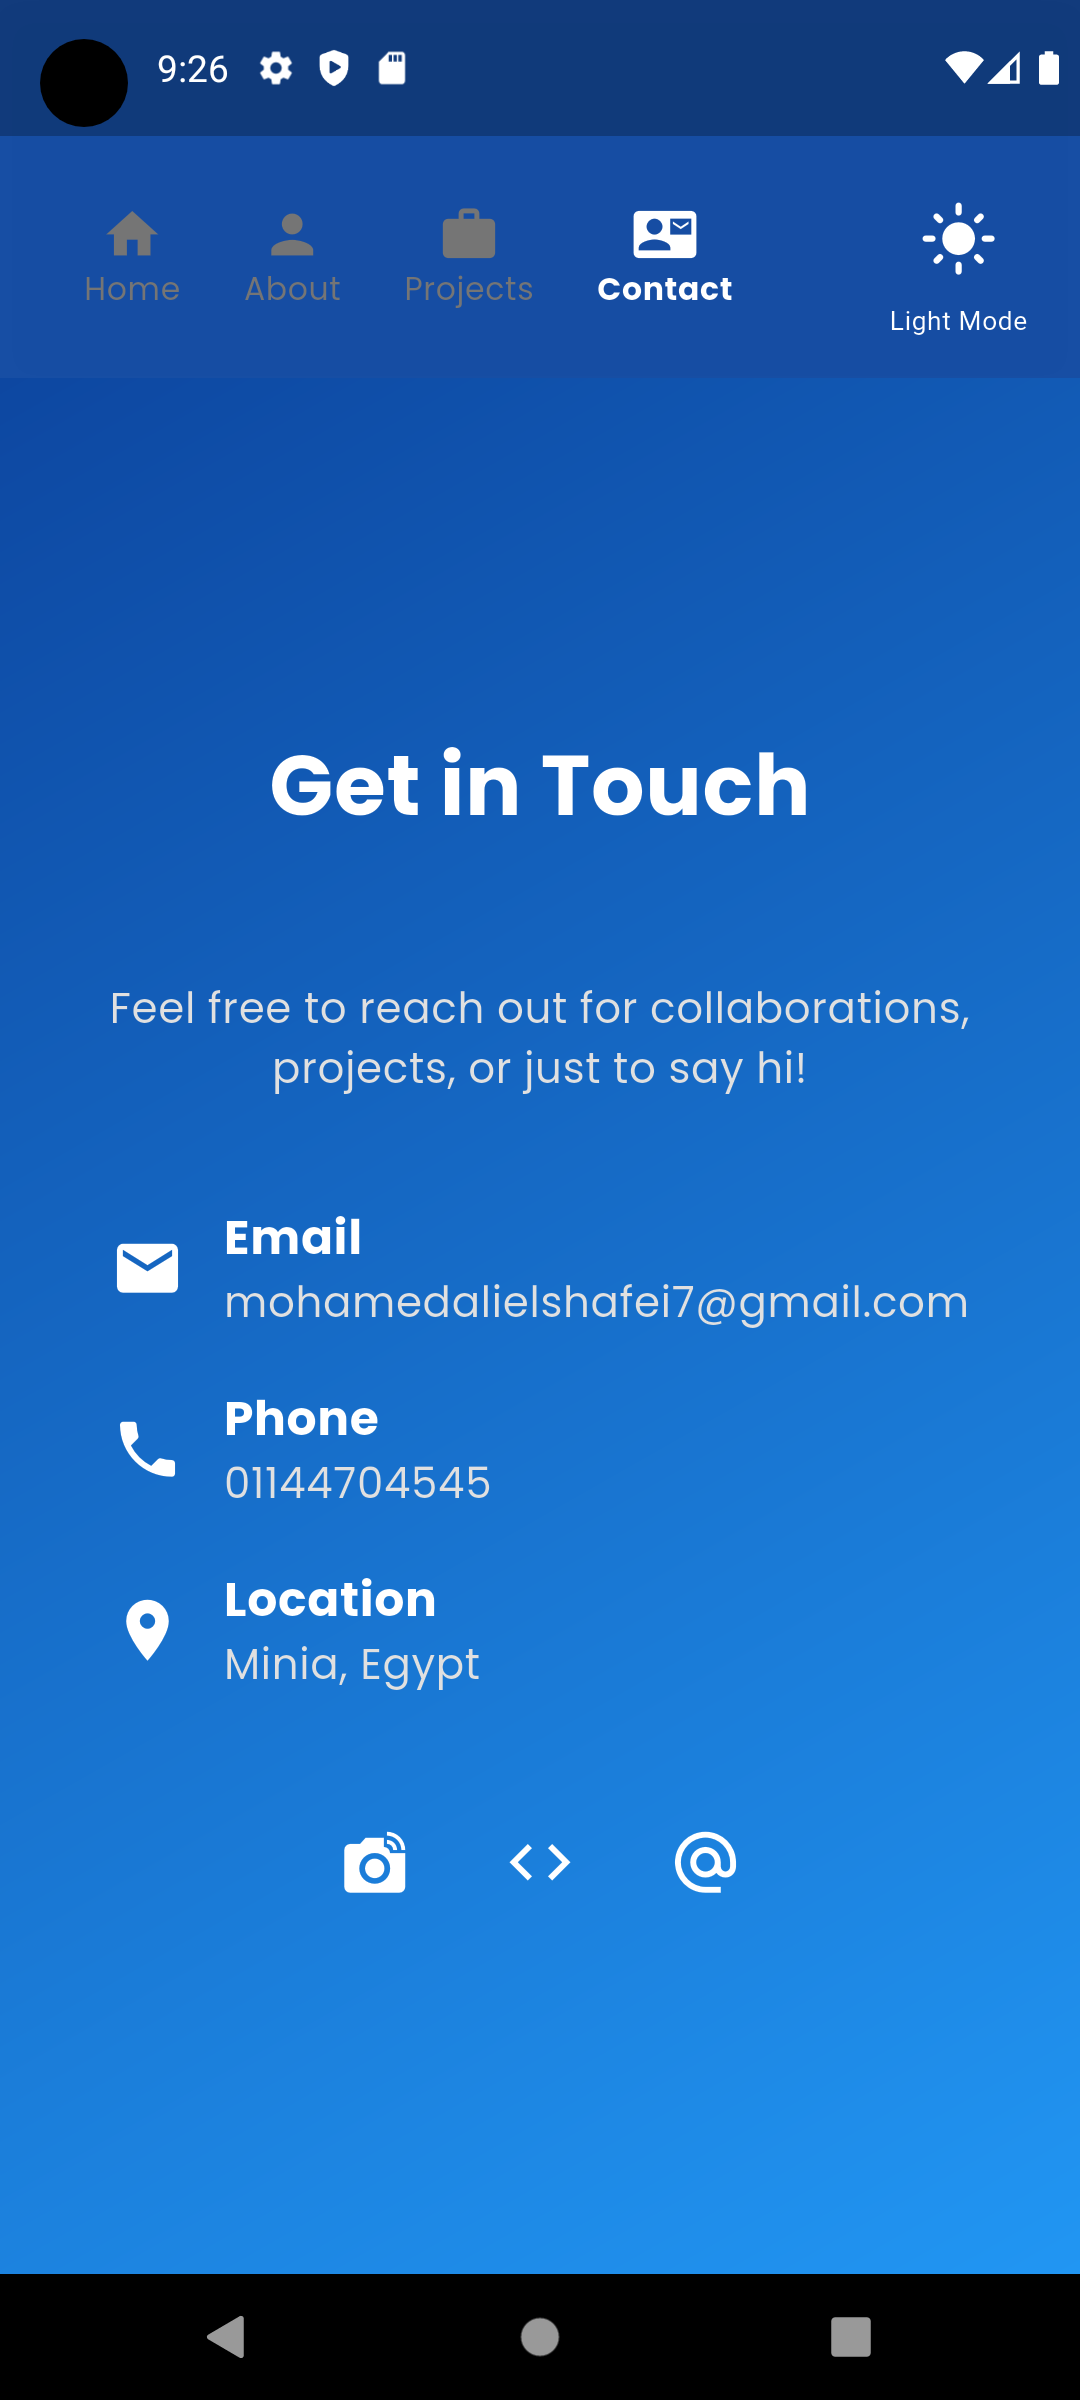 9:26
Home About Projects Contact
Light Mode
Get in Touch
Feel free to reach out for collaborations,
projects, or just to say hi!
Email
mohamedalielshafei7@gmail.com
Phone
01144704545
Location
Minia, Egypt